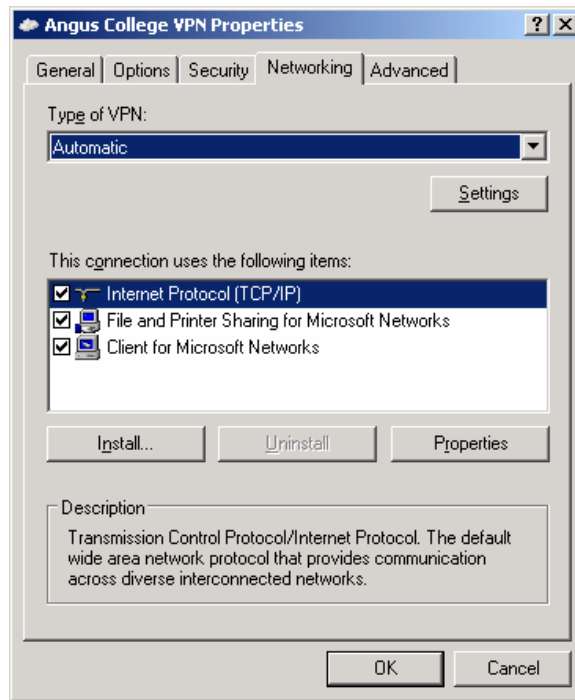 Angus College VPN Properties
General Options Security Networking Advanced
Type of VPN:
Automatic
Settings
This connection uses the following items:
Internet Protocol (TCP/IP)
File and Printer Sharing for Microsoft Networks
Client for Microsoft Networks
Install... Uninstall Properties
Description
Transmission Control Protocol/Internet Protocol. The default
wide area network protocol that provides communication
across diverse interconnected networks.
OK Cancel